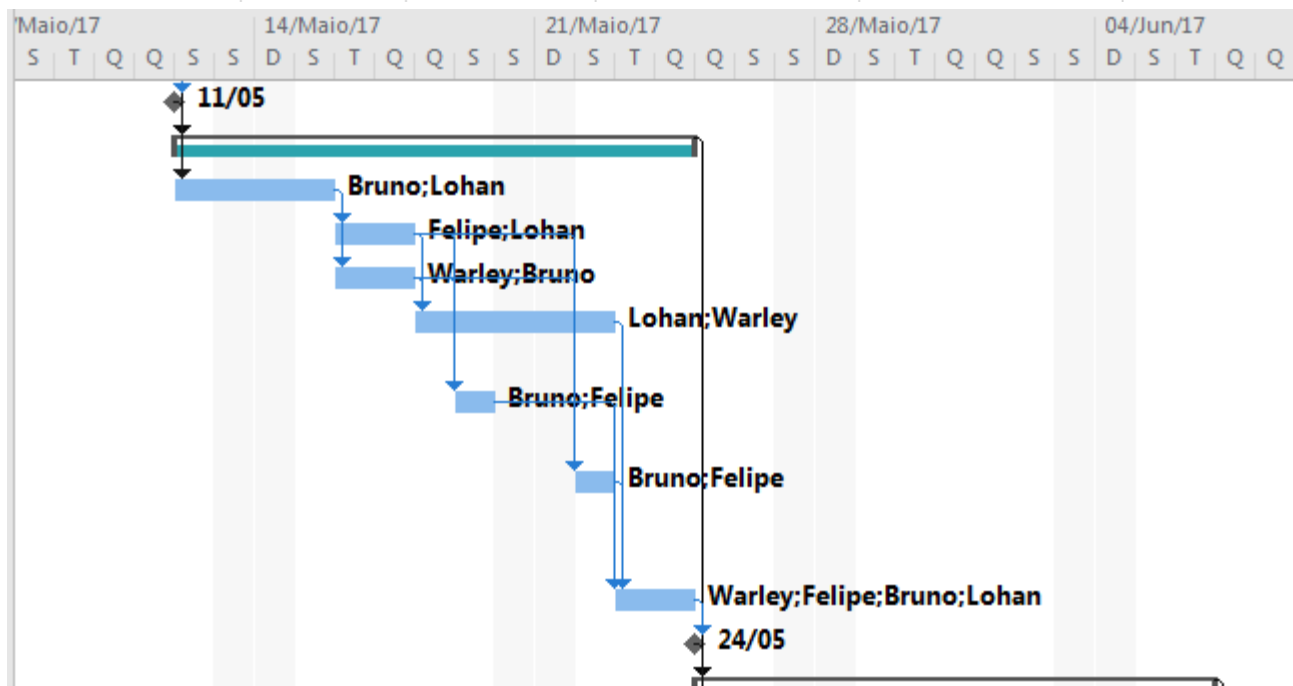 'Maio/17 14/Maio/17 21/Maio/17 28/Maio/17 04/Jun/17
S T Q Q S S D S T Q Q S S D S T Q Q S S D S T Q Q S S D S T Q Q
11/05
Bruno;Lohan
Felipe;Lohan
Warley;Bruno
Lohan;Warley
Bruno;Felipe
Bruno;Felipe
Warley;Felipe;Bruno;Lohan
24/05